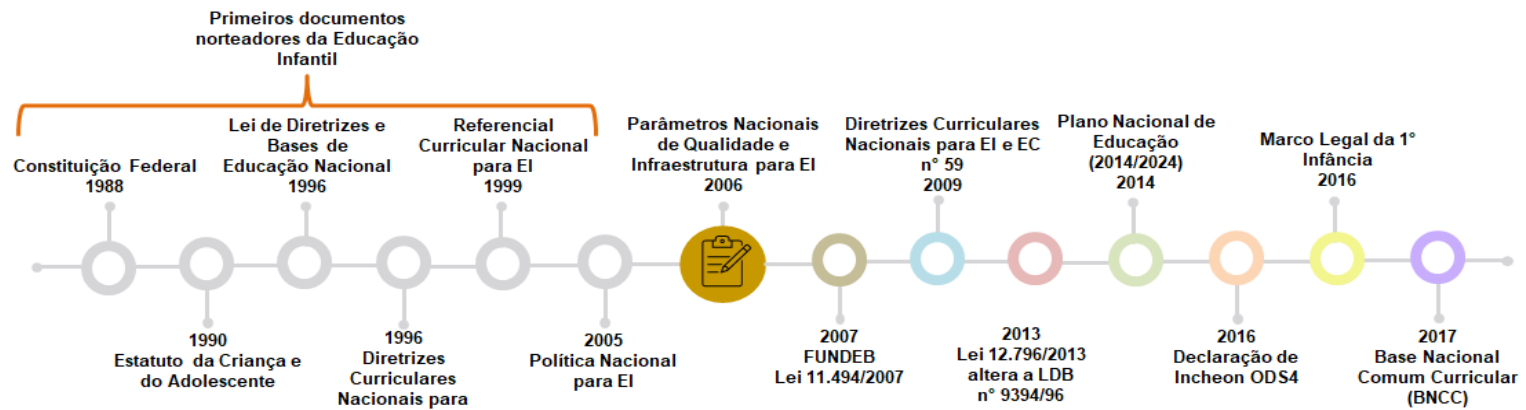 Primeiros documentos
norteadores da Educação
Infantil
Constituição Federal
1988
Lei de Diretrizes e
Bases de
Educação Nacional
1996
Referencial
Curricular Nacional
para EI
1999
Parâmetros Nacionais
de Qualidade e
Infraestrutura para EI
2006
Diretrizes Curriculares
Nacionais para EI e EC
n° 59
2009
Plano Nacional de
Educação
(2014/2024)
2014
Marco Legal da 1°
Infância
2016
1990
Estatuto da Criança e
do Adolescente
1996
Diretrizes
Curriculares
Nacionais para
2005
Política Nacional
para EI
2007
FUNDEB
Lei 11.494/2007
2013
Lei 12.796/2013
altera a LDB
n° 9394/96
2016
Declaração de
Incheon ODS4
2017
Base Nacional
Comum Curricular
(BNCC)